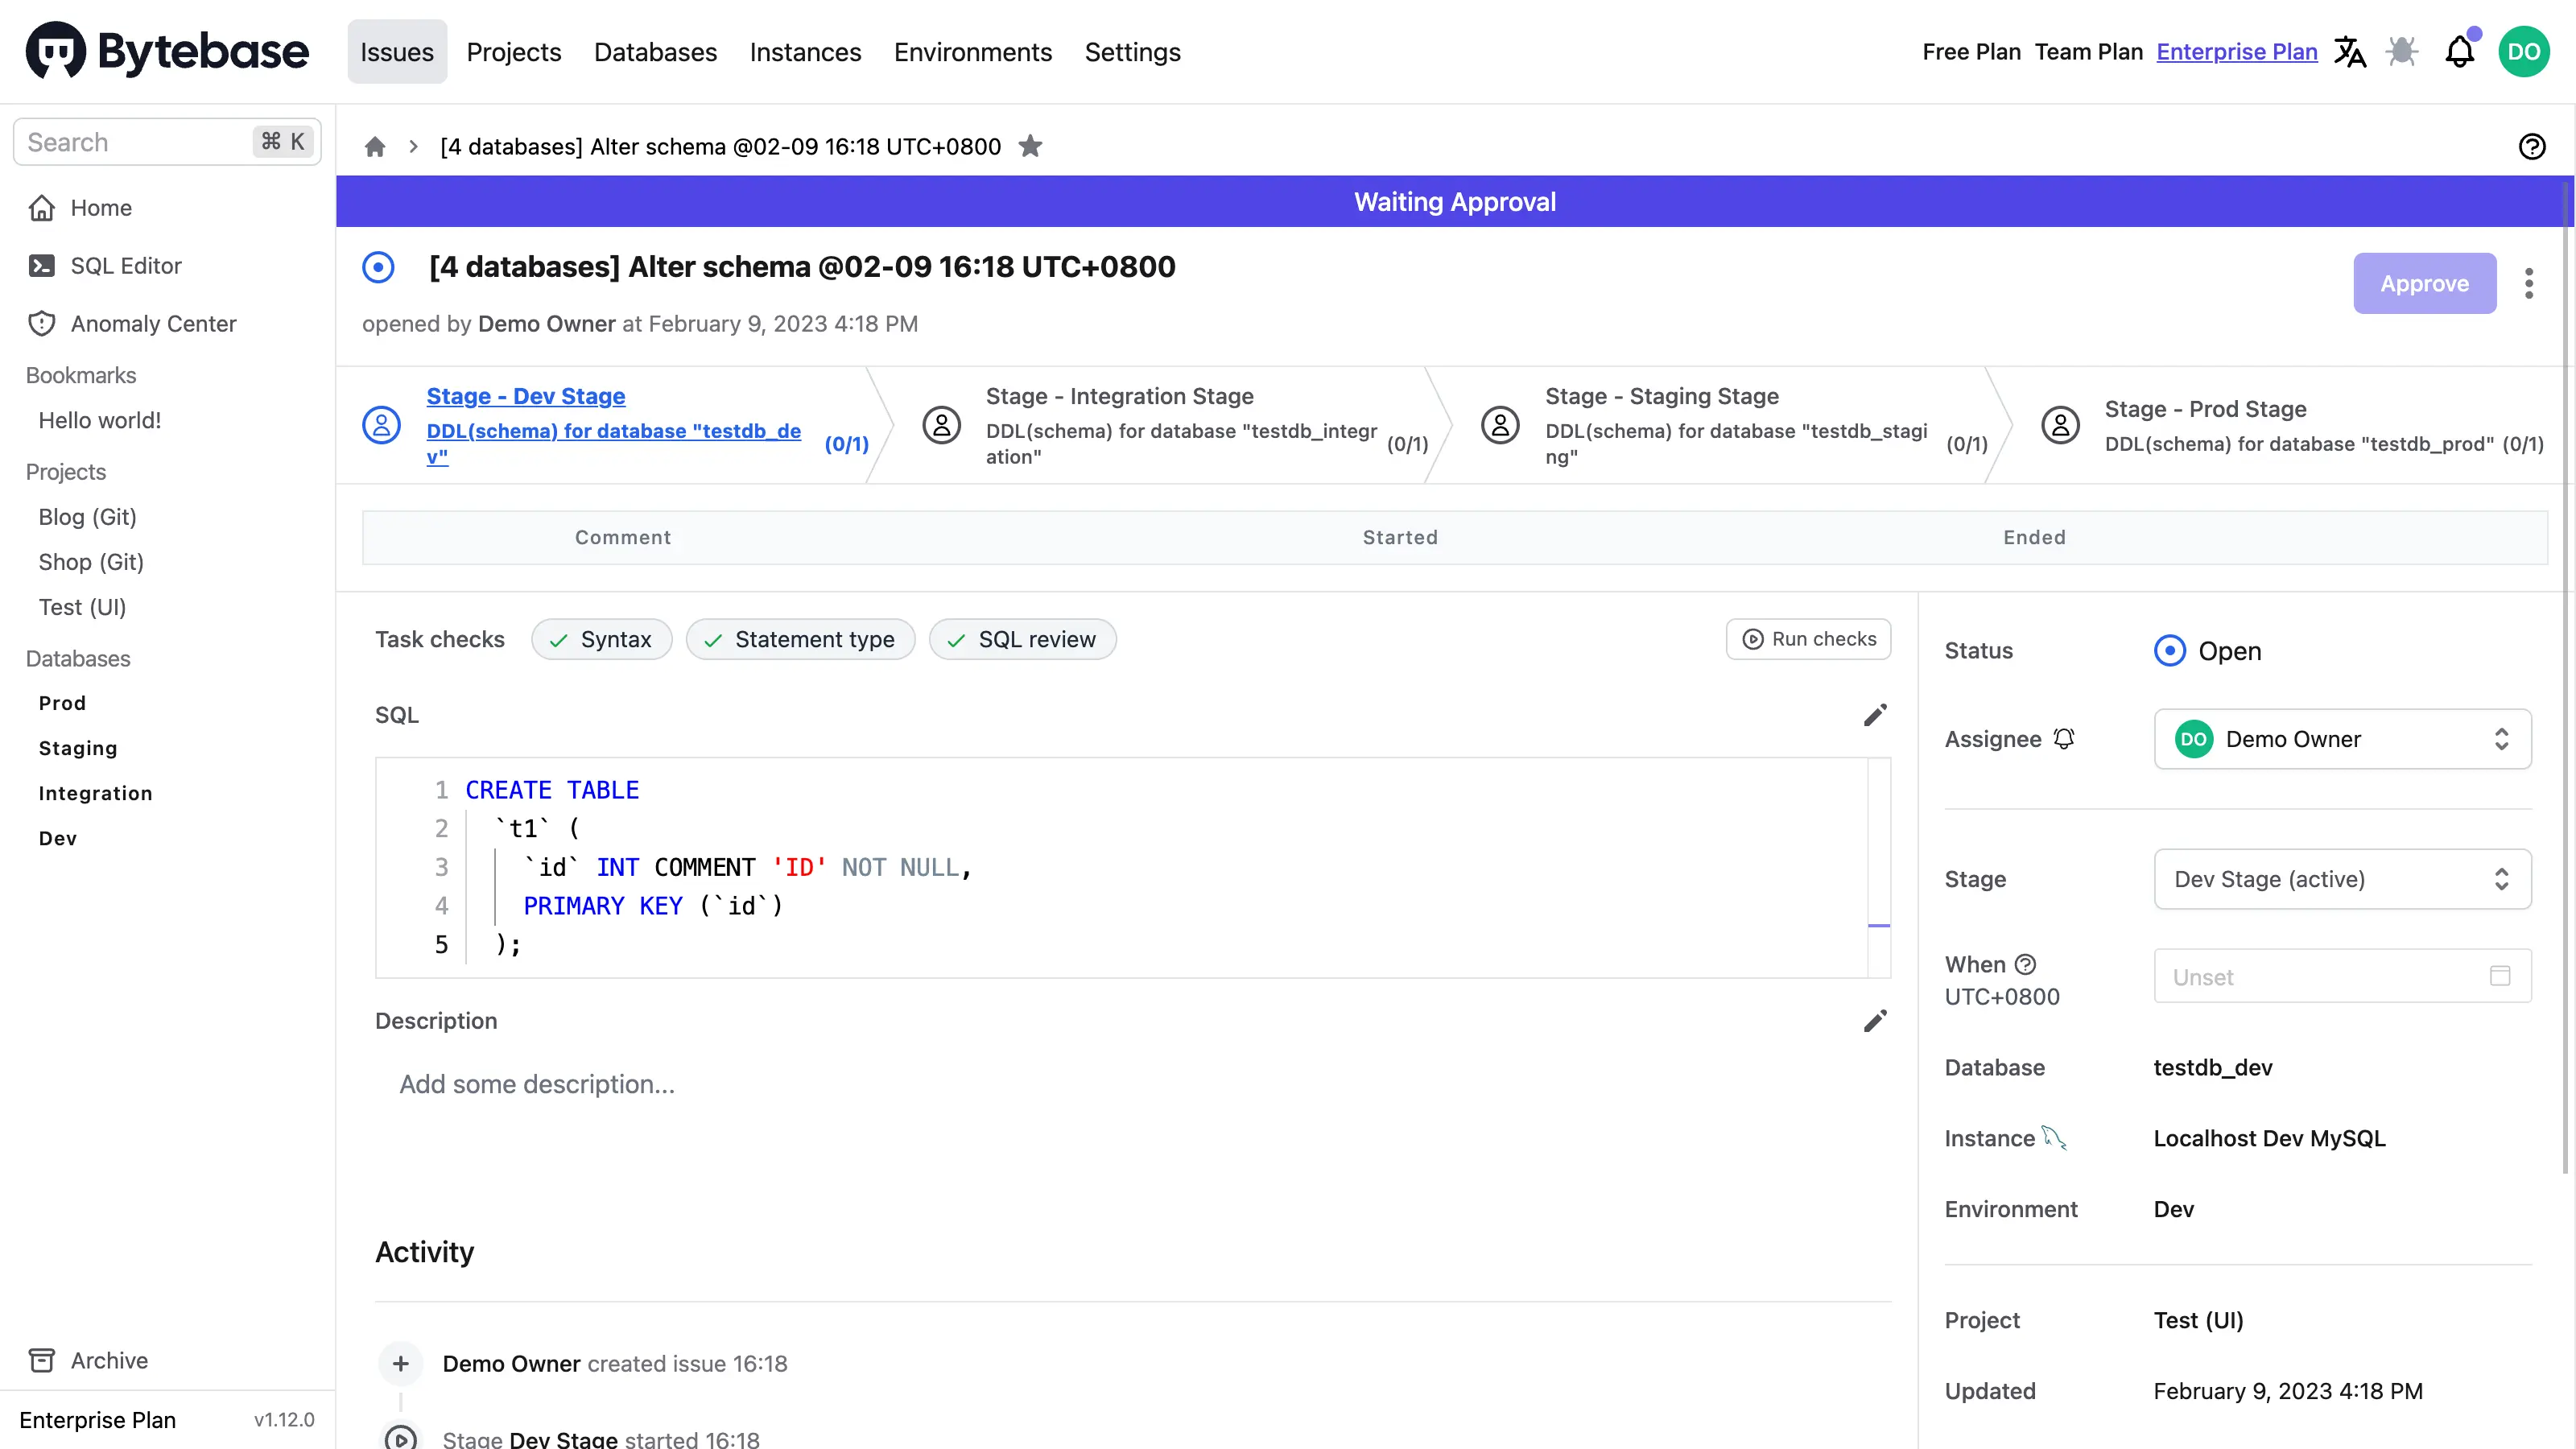 Bytebase
Issues Projects Databases Instances Environments Settings
Free Plan Team Plan Enterprise Plan
DO
Search ⌘ K
Home
SQL Editor
Anomaly Center
Bookmarks
Hello world!
Projects
Blog (Git)
Shop (Git)
Test (UI)
Databases
Prod
Staging
Integration
Dev
Archive
Enterprise Plan v1.12.0
[4 databases] Alter schema @02-09 16:18 UTC+0800
Waiting Approval
[4 databases] Alter schema @02-09 16:18 UTC+0800
opened by Demo Owner at February 9, 2023 4:18 PM
Approve
Stage - Dev Stage
DDL(schema) for database "testdb_de
v"
(0/1)
Stage - Integration Stage
DDL(schema) for database "testdb_integr
ation"
(0/1)
Stage - Staging Stage
DDL(schema) for database "testdb_stagi
ng"
(0/1)
Stage - Prod Stage
DDL(schema) for database "testdb_prod" (0/1)
Comment Started Ended
Task checks Syntax Statement type SQL review Run checks
SQL
1 CREATE TABLE
2 `t1` (
3 `id` INT COMMENT 'ID' NOT NULL,
4 PRIMARY KEY (`id`)
5 );
Description
Add some description...
Activity
Demo Owner created issue 16:18
Stage Dev Stage started 16:18
Status Open
Assignee DO Demo Owner
Stage Dev Stage (active)
When
UTC+0800
Unset
Database testdb_dev
Instance Localhost Dev MySQL
Environment Dev
Project Test (UI)
Updated February 9, 2023 4:18 PM